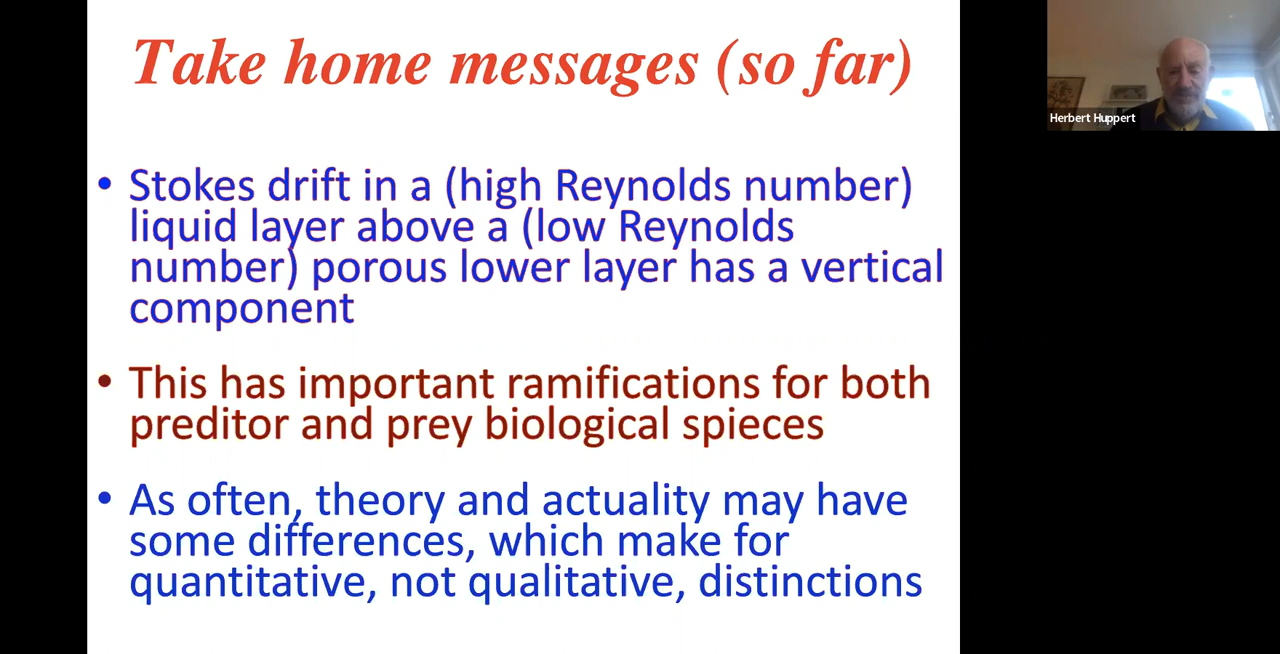 Take home messages (so far)
• Stokes drift in a (high Reynolds number)
liquid layer above a (low Reynolds
number) porous lower layer has a vertical
component
• This has important ramifications for both
preditor and prey biological spieces
• As often, theory and actuality may have
some differences, which make for
quantitative, not qualitative, distinctions
Herbert Huppert